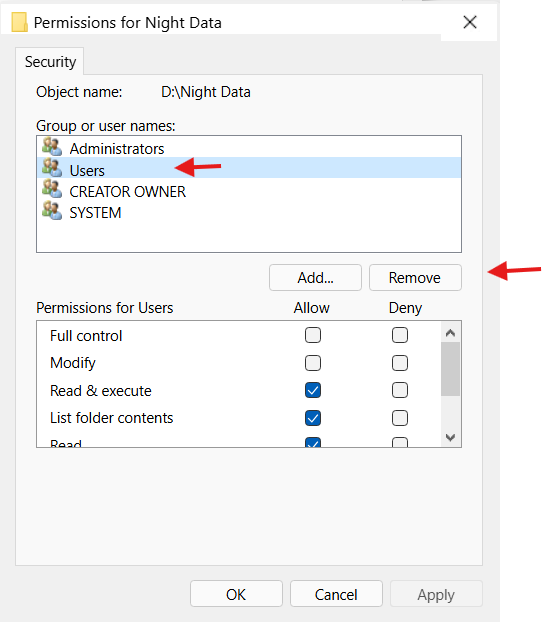 Permissions for Night Data
Security
Object name: D:\Night Data
Group or user names:
Administrators
Users
CREATOR OWNER
SYSTEM
Add... Remove
Permissions for Users Allow Deny
Full control
Modify
Read & execute
List folder contents
Read
OK Cancel Apply